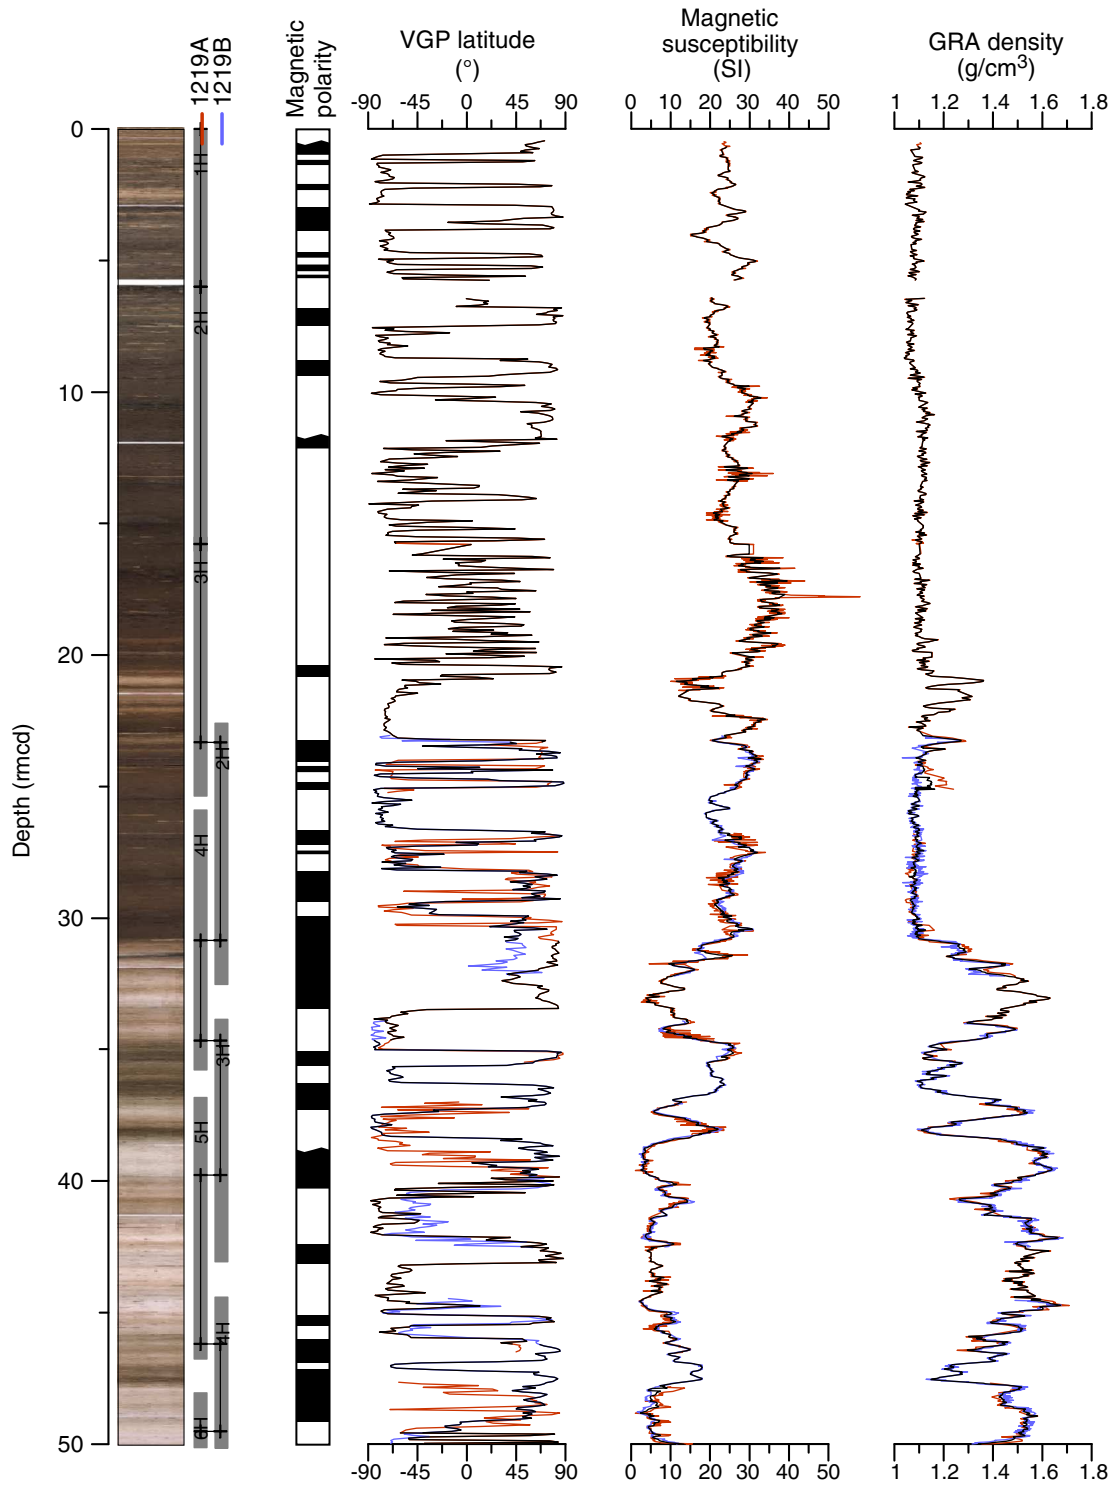 1219A
1219B
Magnetic
polarity
VGP latitude
(°)
Magnetic
susceptibility
(SI)
GRA density
(g/cm³)
-90 -45 0 45 90
0 10 20 30 40 50
1 1.2 1.4 1.6 1.8
Depth (rmcd)
0
10
20
30
40
50
1H
2H
3H
4H
5H
6H
2H
3H
4H
-90 -45 0 45 90
0 10 20 30 40 50
1 1.2 1.4 1.6 1.8